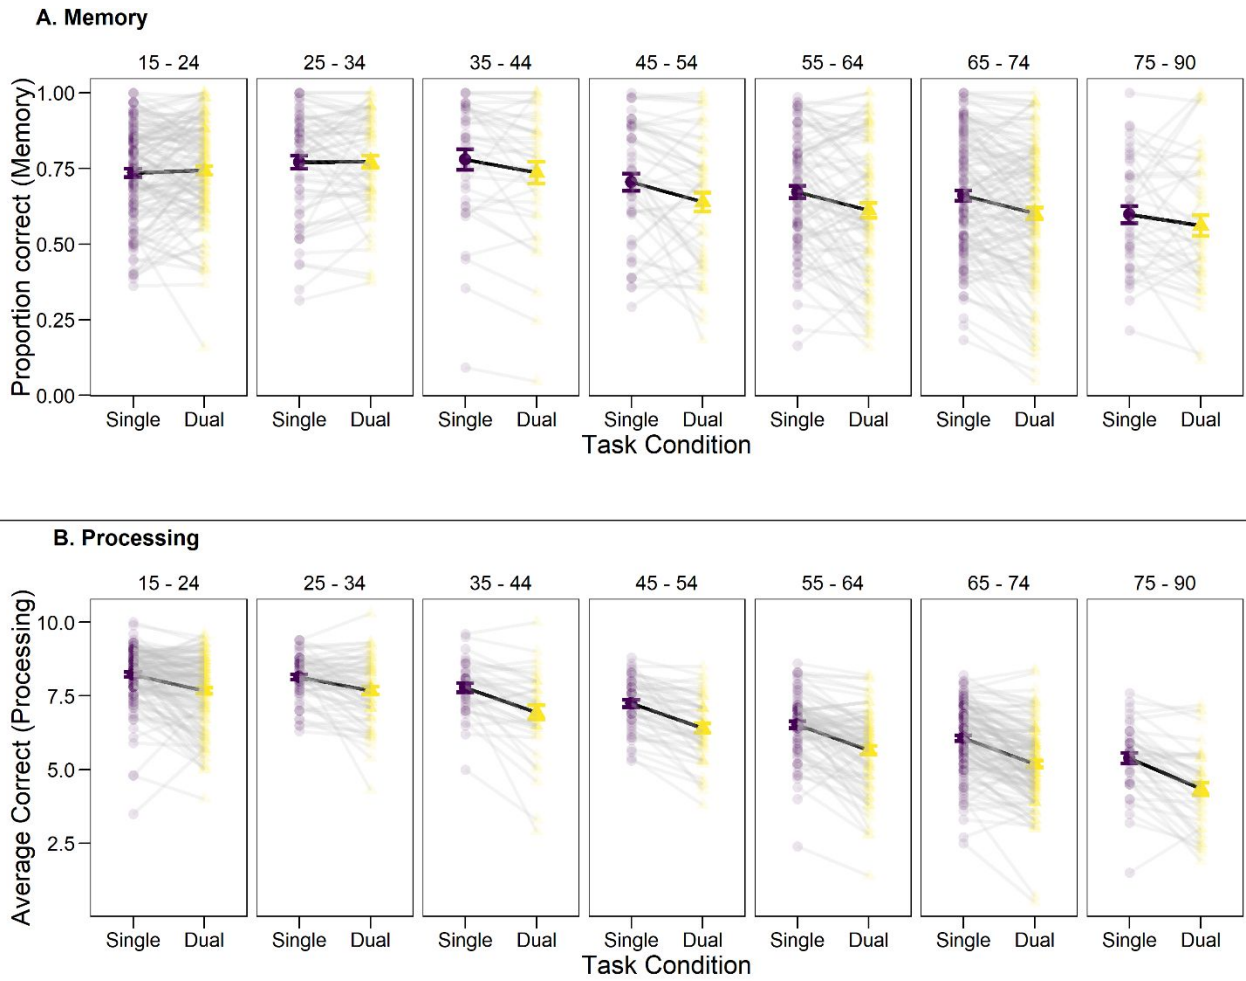 A. Memory
15 - 24 25 - 34 35 - 44 45 - 54 55 - 64 65 - 74 75 - 90
Proportion correct (Memory)
1.00
0.75
0.50
0.25
0.00
Single Dual Single Dual Single Dual Single Dual Single Dual Single Dual Single Dual
Task Condition
B. Processing
15 - 24 25 - 34 35 - 44 45 - 54 55 - 64 65 - 74 75 - 90
Average Correct (Processing)
10.0
7.5
5.0
2.5
Single Dual Single Dual Single Dual Single Dual Single Dual Single Dual Single Dual
Task Condition